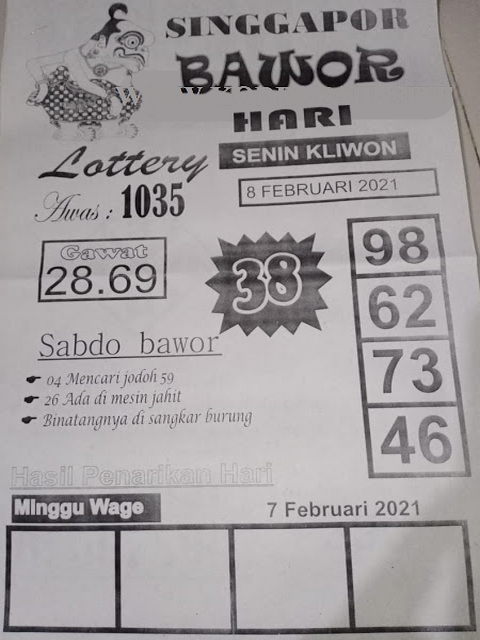 SINGGAPOR
BAWOR
HARI
Lottery
SENIN KLIWON
Awas : 1035
8 FEBRUARI 2021
Gawat
28.69
38
98
62
73
46
Sabdo bawor
04 Mencari jodoh 59
26 Ada di mesin jahit
Binatangnya di sangkar burung
Hasil Penarikan Hari
Minggu Wage
7 Februari 2021